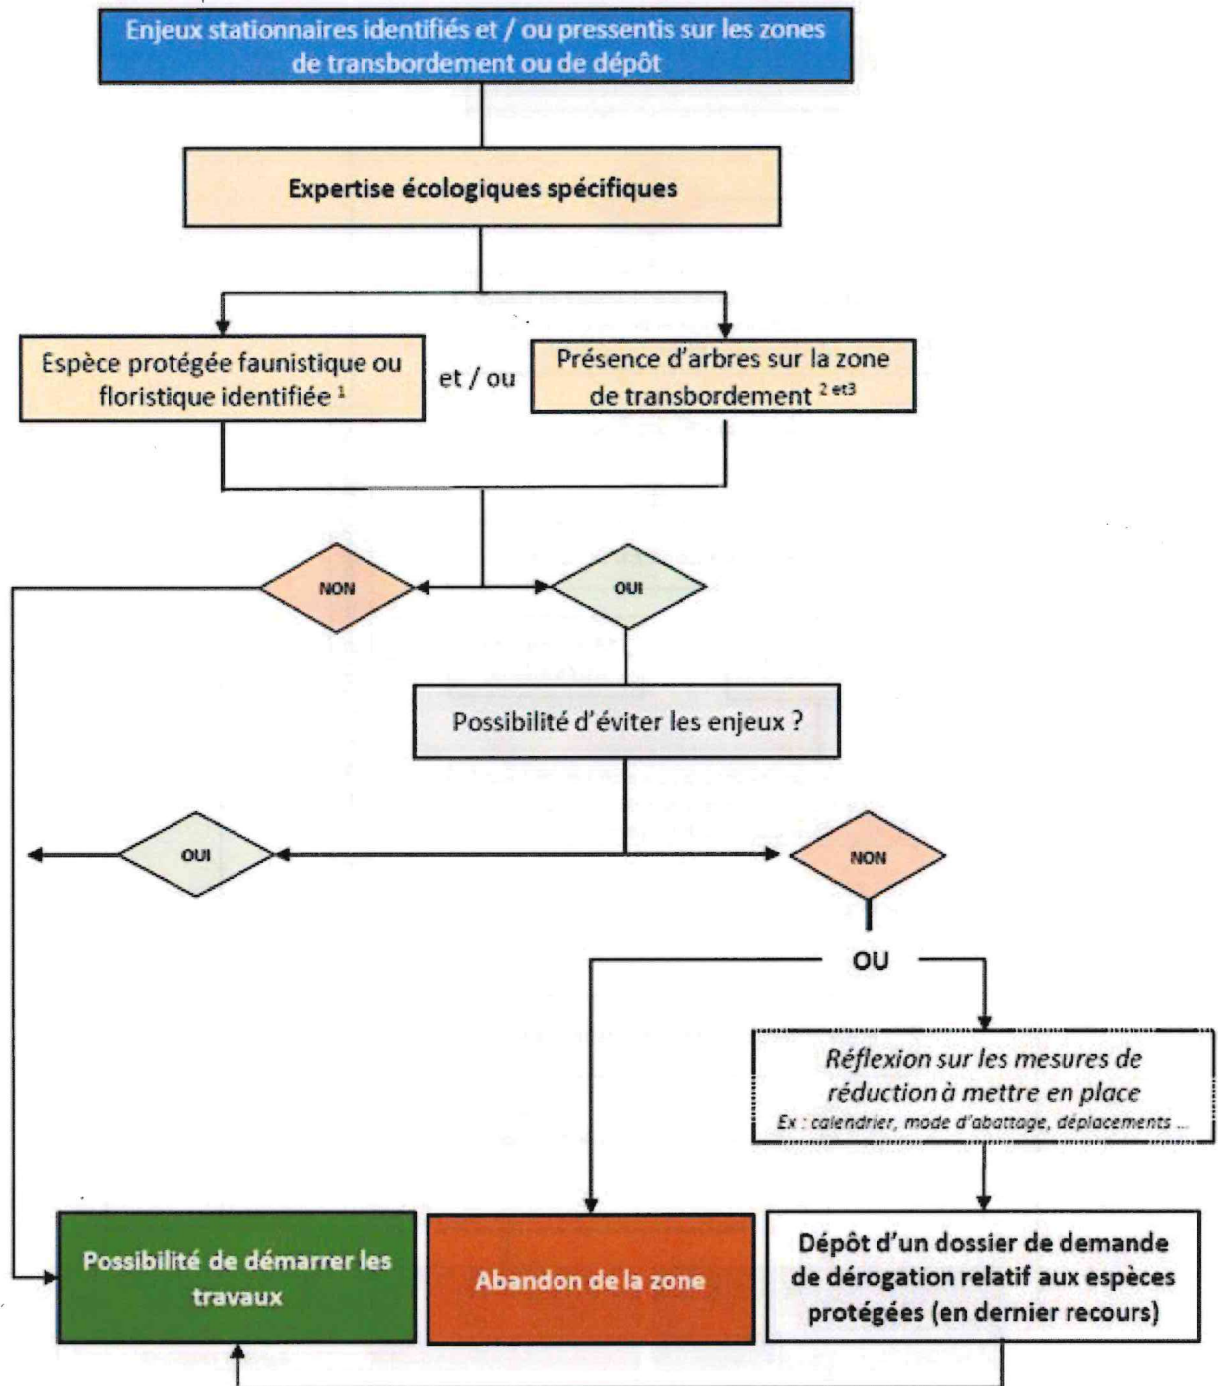 Enjeux stationnaires identifiés et / ou pressentis sur les zones
de transbordement ou de dépôt
Expertise écologiques spécifiques
Espèce protégée faunistique ou
floristique identifiée 1
et / ou
Présence d'arbres sur la zone
de transbordement 2 et3
NON
OUI
Possibilité d'éviter les enjeux ?
OUI
NON
OU
Réflexion sur les mesures de
réduction à mettre en place
Ex : calendrier, mode d'abattage, déplacements ...
Possibilité de démarrer les
travaux
Abandon de la zone
Dépôt d'un dossier de demande
de dérogation relatif aux espèces
protégées (en dernier recours)